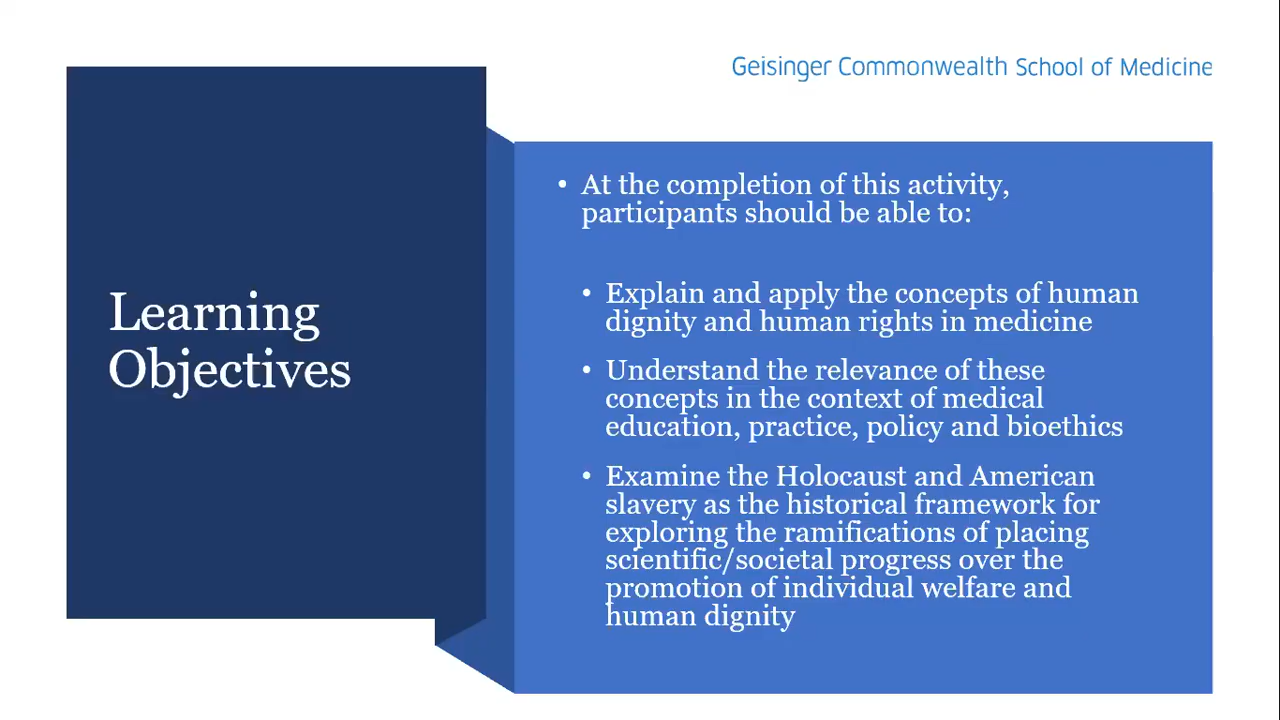 Geisinger Commonwealth School of Medicine
Learning
Objectives
• At the completion of this activity,
participants should be able to:
• Explain and apply the concepts of human
dignity and human rights in medicine
• Understand the relevance of these
concepts in the context of medical
education, practice, policy and bioethics
• Examine the Holocaust and American
slavery as the historical framework for
exploring the ramifications of placing
scientific/societal progress over the
promotion of individual welfare and
human dignity